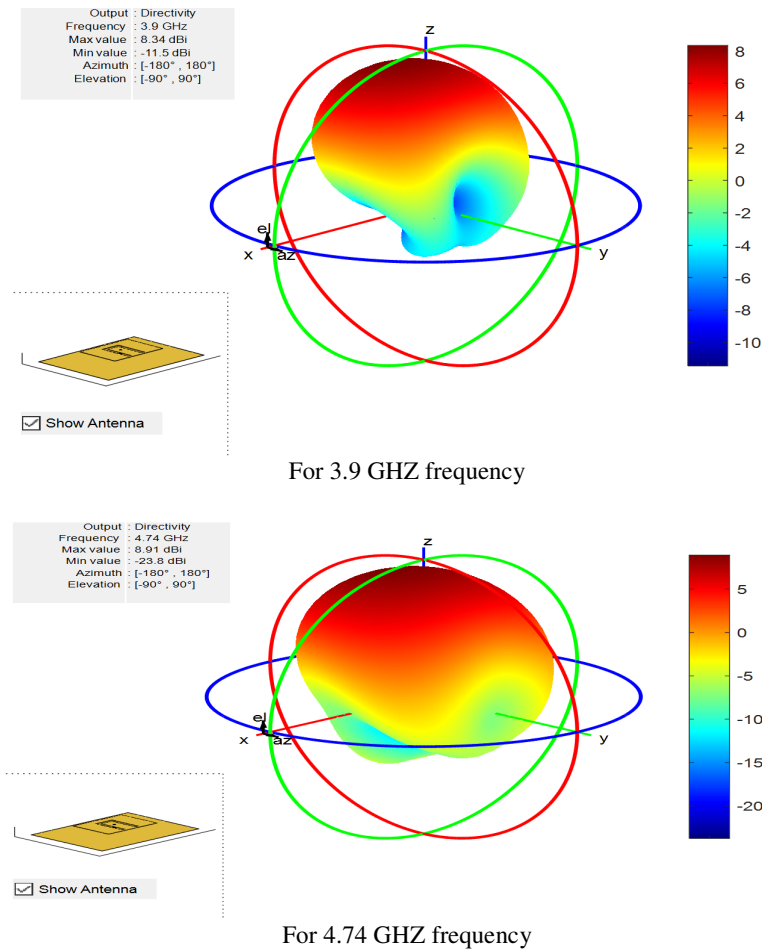 Output : Directivity
Frequency : 3.9 GHz
Max value : 8.34 dBi
Min value : -11.5 dBi
Azimuth : [-180° , 180°]
Elevation : [-90° , 90°]
z
8
6
4
2
0
-2
-4
-6
-8
-10
el
x
az
y
Show Antenna
For 3.9 GHZ frequency
Output : Directivity
Frequency : 4.74 GHz
Max value : 8.91 dBi
Min value : -23.8 dBi
Azimuth : [-180° , 180°]
Elevation : [-90° , 90°]
z
5
0
-5
-10
-15
-20
el
x
az
y
Show Antenna
For 4.74 GHZ frequency